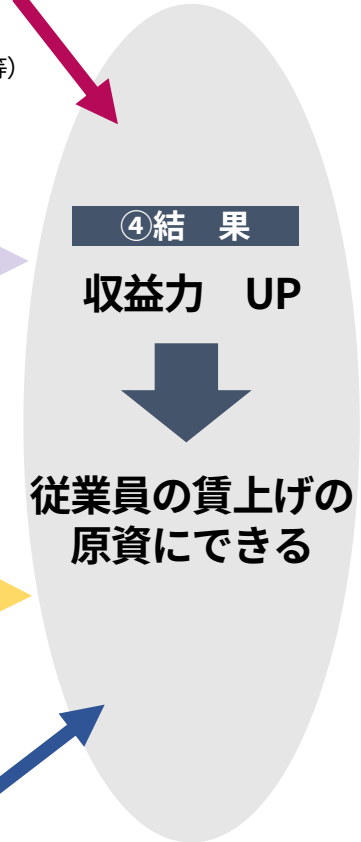 等）
④結　果
収益力　UP
従業員の賃上げの
原資にできる